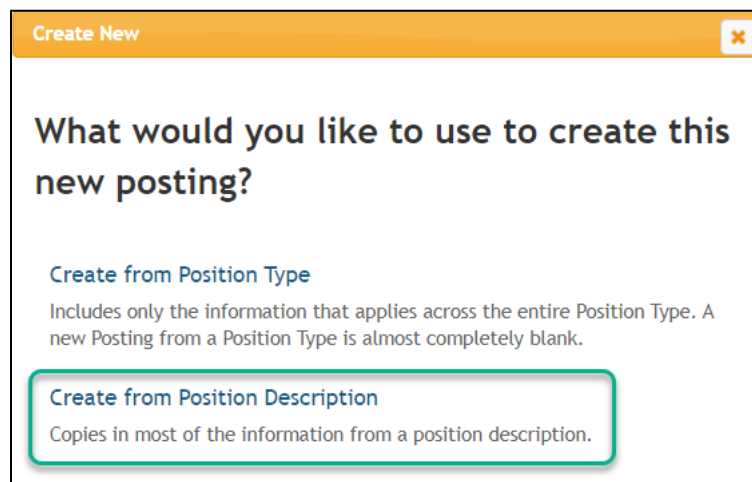 Create New
What would you like to use to create this
new posting?
Create from Position Type
Includes only the information that applies across the entire Position Type. A
new Posting from a Position Type is almost completely blank.
Create from Position Description
Copies in most of the information from a position description.